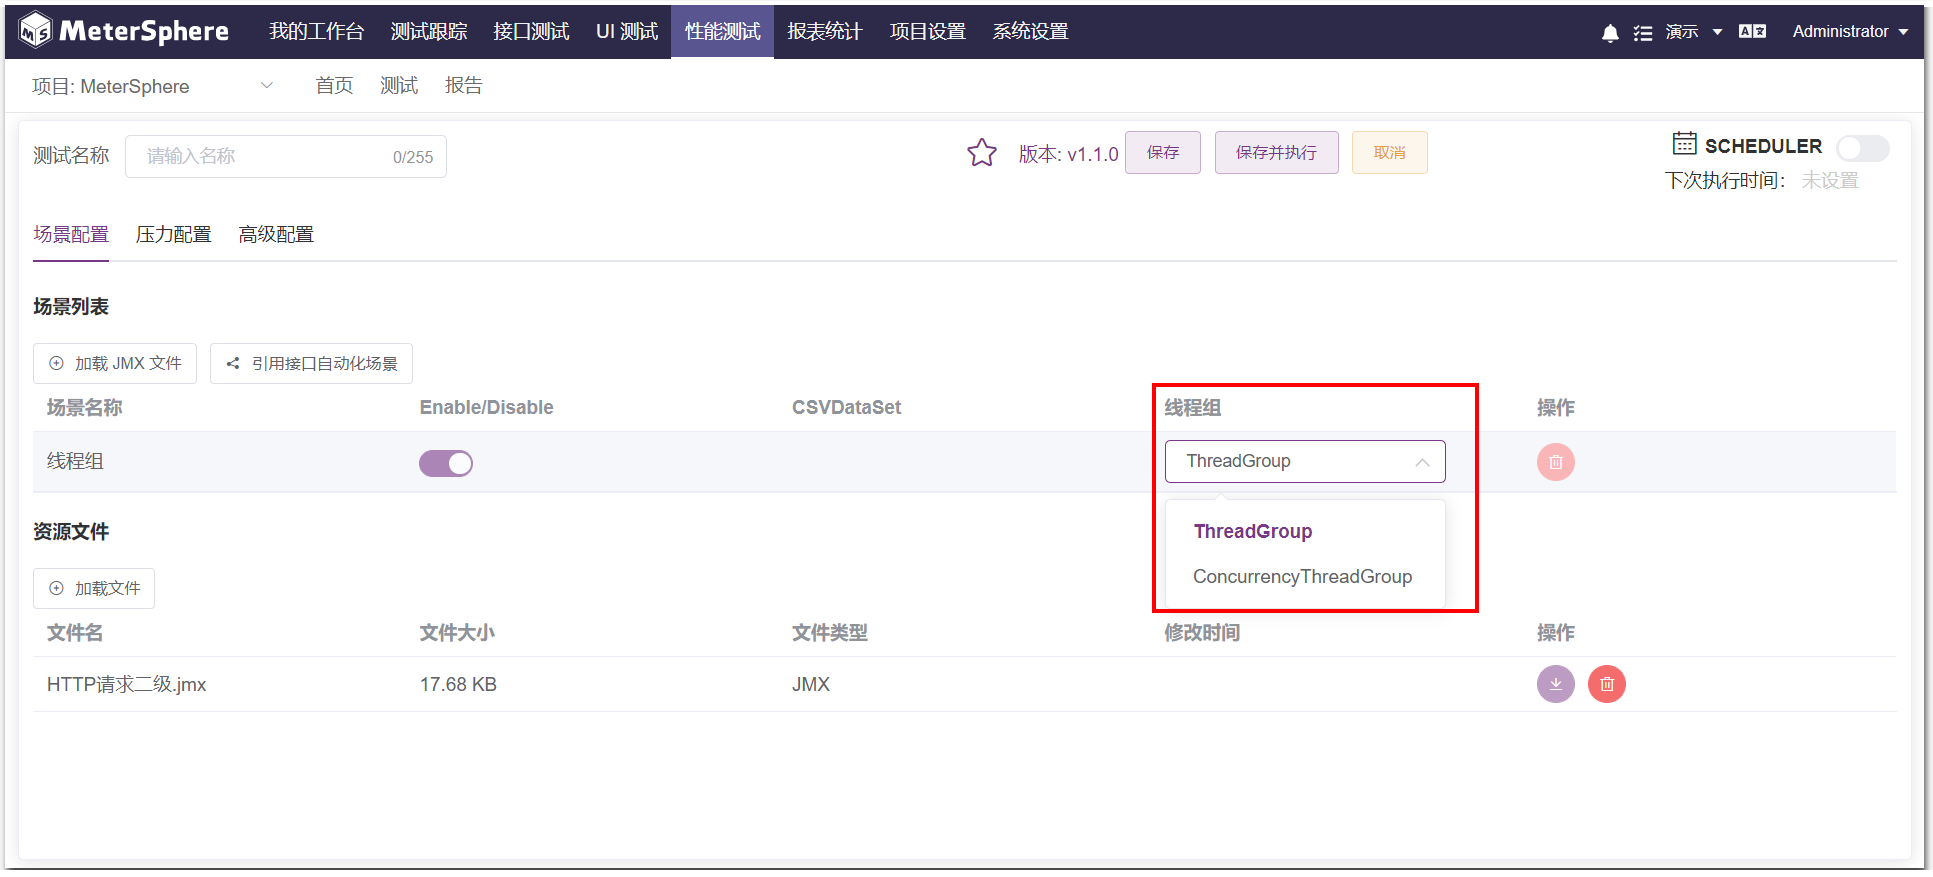 MeterSphere 我的工作台 测试跟踪 接口测试 UI 测试 性能测试 报表统计 项目设置 系统设置 演示 Administrator
项目: MeterSphere 首页 测试 报告
测试名称 请输入名称 0/255 版本: v1.1.0 保存 保存并执行 取消 SCHEDULER
下次执行时间: 未设置
场景配置 压力配置 高级配置
场景列表
加载 JMX 文件 引用接口自动化场景
场景名称 Enable/Disable CSVDataSet 线程组 操作
线程组 ThreadGroup
ThreadGroup
ConcurrencyThreadGroup
资源文件
加载文件
文件名 文件大小 文件类型 修改时间 操作
HTTP请求二级.jmx 17.68 KB JMX